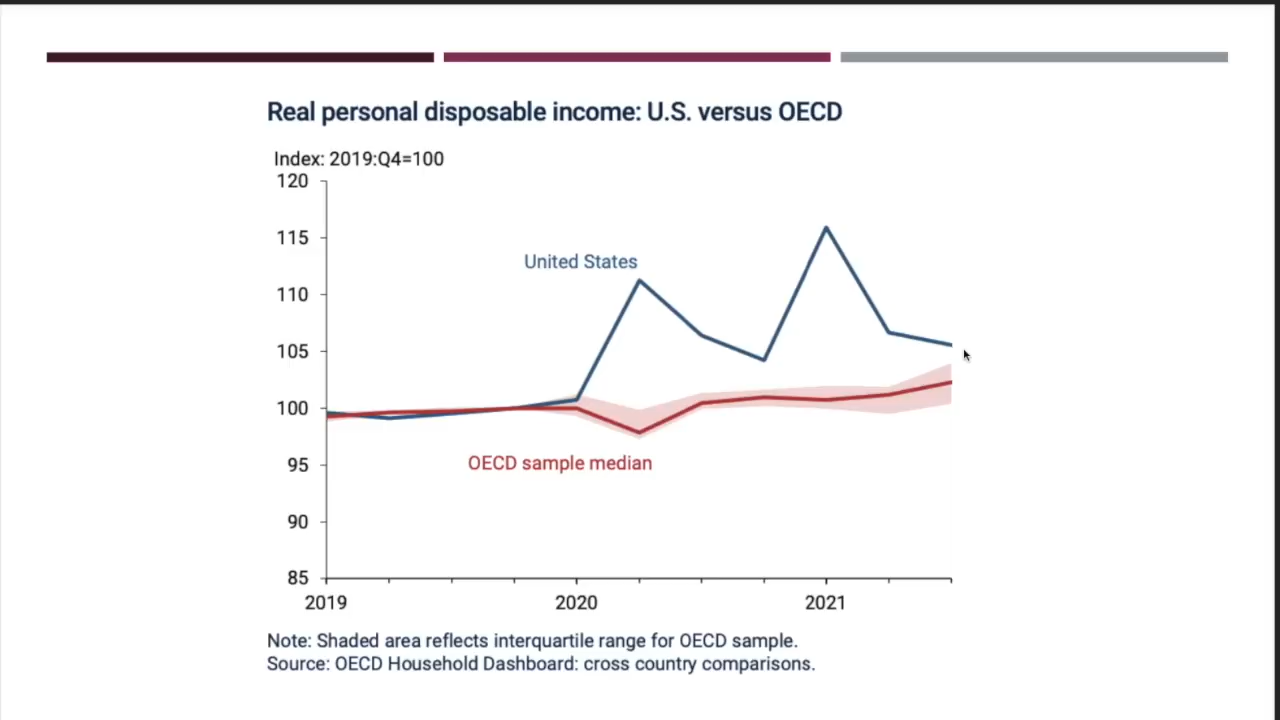 Real personal disposable income: U.S. versus OECD
Index: 2019:Q4=100
120
115
United States
110
105
100
OECD sample median
95
90
85
2019 2020 2021
Note: Shaded area reflects interquartile range for OECD sample.
Source: OECD Household Dashboard: cross country comparisons.